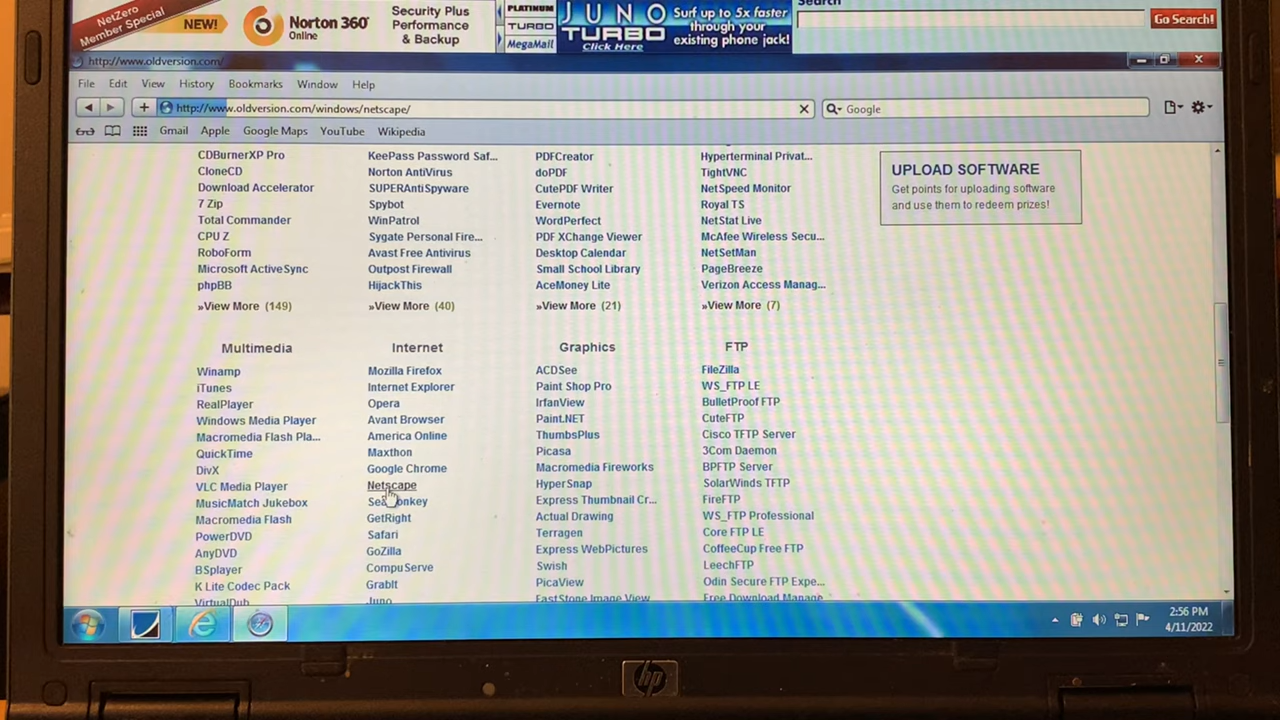 NetZero
Member Special
NEW!
Norton 360
Online
Security Plus
Performance
& Backup
PLATINUM
TURBO
MegaMail
JUNO
TURBO
Click Here
Surf up to 5x faster
through your
existing phone jack!
Search
Go Search!
http://www.oldversion.com/
File Edit View History Bookmarks Window Help
http://www.oldversion.com/windows/netscape/
Google
Gmail Apple Google Maps YouTube Wikipedia
CDBurnerXP Pro
CloneCD
Download Accelerator
7 Zip
Total Commander
CPU Z
RoboForm
Microsoft ActiveSync
phpBB
»View More (149)
KeePass Password Saf...
Norton AntiVirus
SUPERAntiSpyware
Spybot
WinPatrol
Sygate Personal Fire...
Avast Free Antivirus
Outpost Firewall
HijackThis
»View More (40)
PDFCreator
doPDF
CutePDF Writer
Evernote
WordPerfect
PDF XChange Viewer
Desktop Calendar
Small School Library
AceMoney Lite
»View More (21)
Hyperterminal Privat...
TightVNC
NetSpeed Monitor
Royal TS
NetStat Live
McAfee Wireless Secu...
NetSetMan
PageBreeze
Verizon Access Manag...
»View More (7)
UPLOAD SOFTWARE
Get points for uploading software
and use them to redeem prizes!
Multimedia
Winamp
iTunes
RealPlayer
Windows Media Player
Macromedia Flash Pla...
QuickTime
DivX
VLC Media Player
MusicMatch Jukebox
Macromedia Flash
PowerDVD
AnyDVD
BSplayer
K Lite Codec Pack
VirtualDub
Internet
Mozilla Firefox
Internet Explorer
Opera
Avant Browser
America Online
Maxthon
Google Chrome
Netscape
SeaMonkey
GetRight
Safari
GoZilla
CompuServe
GrabIt
Juno
Graphics
ACDSee
Paint Shop Pro
IrfanView
Paint.NET
ThumbsPlus
Picasa
Macromedia Fireworks
HyperSnap
Express Thumbnail Cr...
Actual Drawing
Terragen
Express WebPictures
Swish
PicaView
FastStone Image View
FTP
FileZilla
WS_FTP LE
BulletProof FTP
CuteFTP
Cisco TFTP Server
3Com Daemon
BPFTP Server
SolarWinds TFTP
FireFTP
WS_FTP Professional
Core FTP LE
CoffeeCup Free FTP
LeechFTP
Odin Secure FTP Expe...
Free Download Manage
2:56 PM
4/11/2022
hp